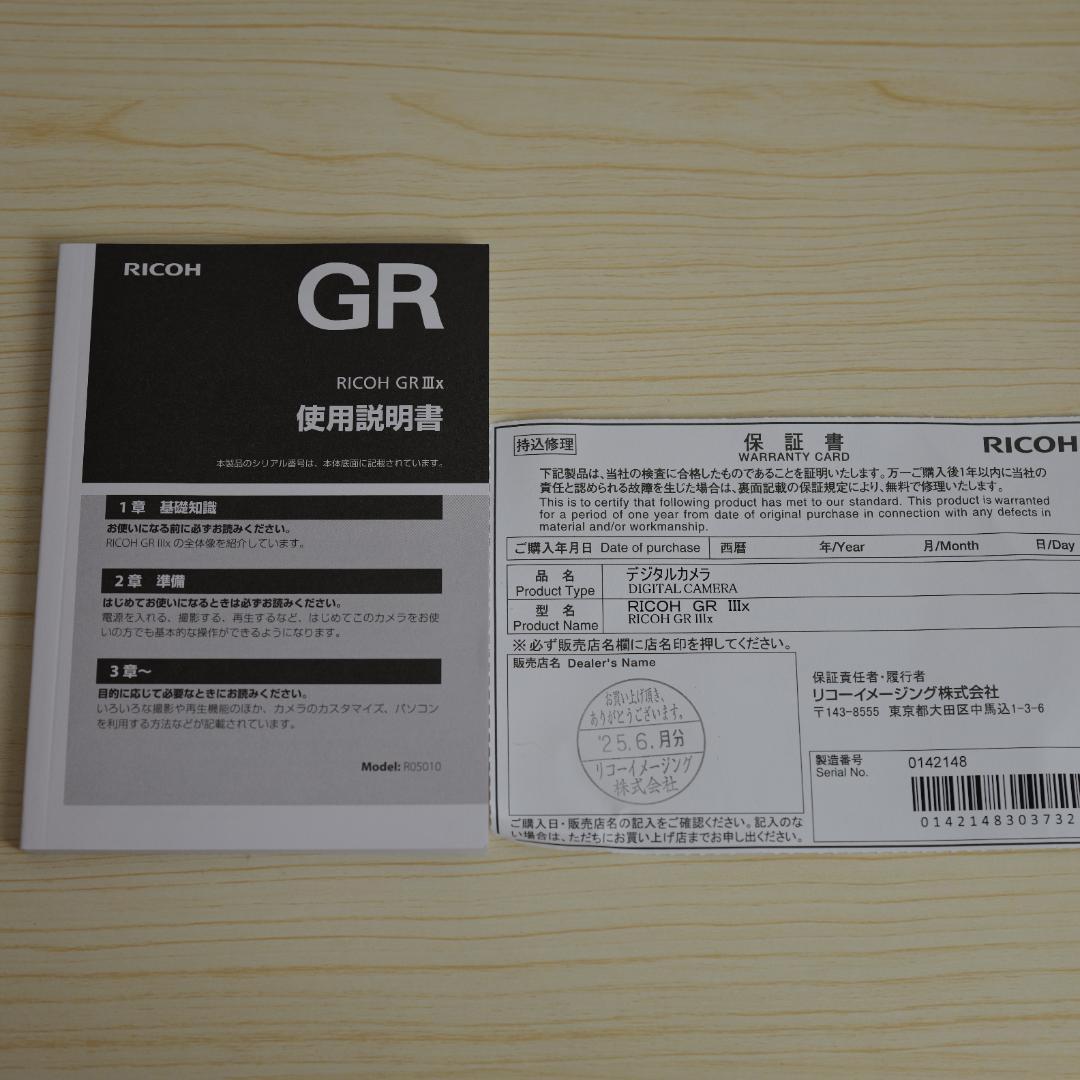 RICOH
GR
RICOH GR Ⅲx
使用説明書
本製品のシリアル番号は、本体底面に記載されています。
1章 基礎知識
お使いになる前に必ずお読みください。
RICOH GR IIIx の全体像を紹介しています。
2章 準備
はじめてお使いになるときは必ずお読みください。
電源を入れる、撮影する、再生するなど、はじめてこのカメラをお使
いの方でも基本的な操作ができるようになります。
3章～
目的に応じて必要なときにお読みください。
いろいろな撮影や再生機能のほか、カメラのカスタマイズ、パソコン
を利用する方法などが記載されています。
Model: R05010
持込修理
保証書
WARRANTY CARD
RICOH
下記製品は、当社の検査に合格したものであることを証明いたします。万一ご購入後1年以内に当社の
責任と認められる故障を生じた場合は、裏面記載の保証規定により、無料で修理いたします。
This is to certify that following product has met to our standard. This product is warranted
for a period of one year from date of original purchase in connection with any defects in
material and/or workmanship.
ご購入年月日 Date of purchase 西暦 年/Year 月/Month 日/Day
品名 デジタルカメラ
Product Type DIGITAL CAMERA
型名 RICOH GR IIIx
Product Name RICOH GR IIIx
※必ず販売店名欄に店名印を押してください。
販売店名 Dealer's Name
お買い上げ頂き、
ありがとうございます。
'25.6.月分
リコーイメージング
株式会社
ご購入日・販売店名の記入をご確認ください。記入のな
い場合は、ただちにお買い上げ店までお申し出ください。
保証責任者・履行者
リコーイメージング株式会社
〒143-8555 東京都大田区中馬込1-3-6
製造番号 0142148
Serial No.
0142148303732